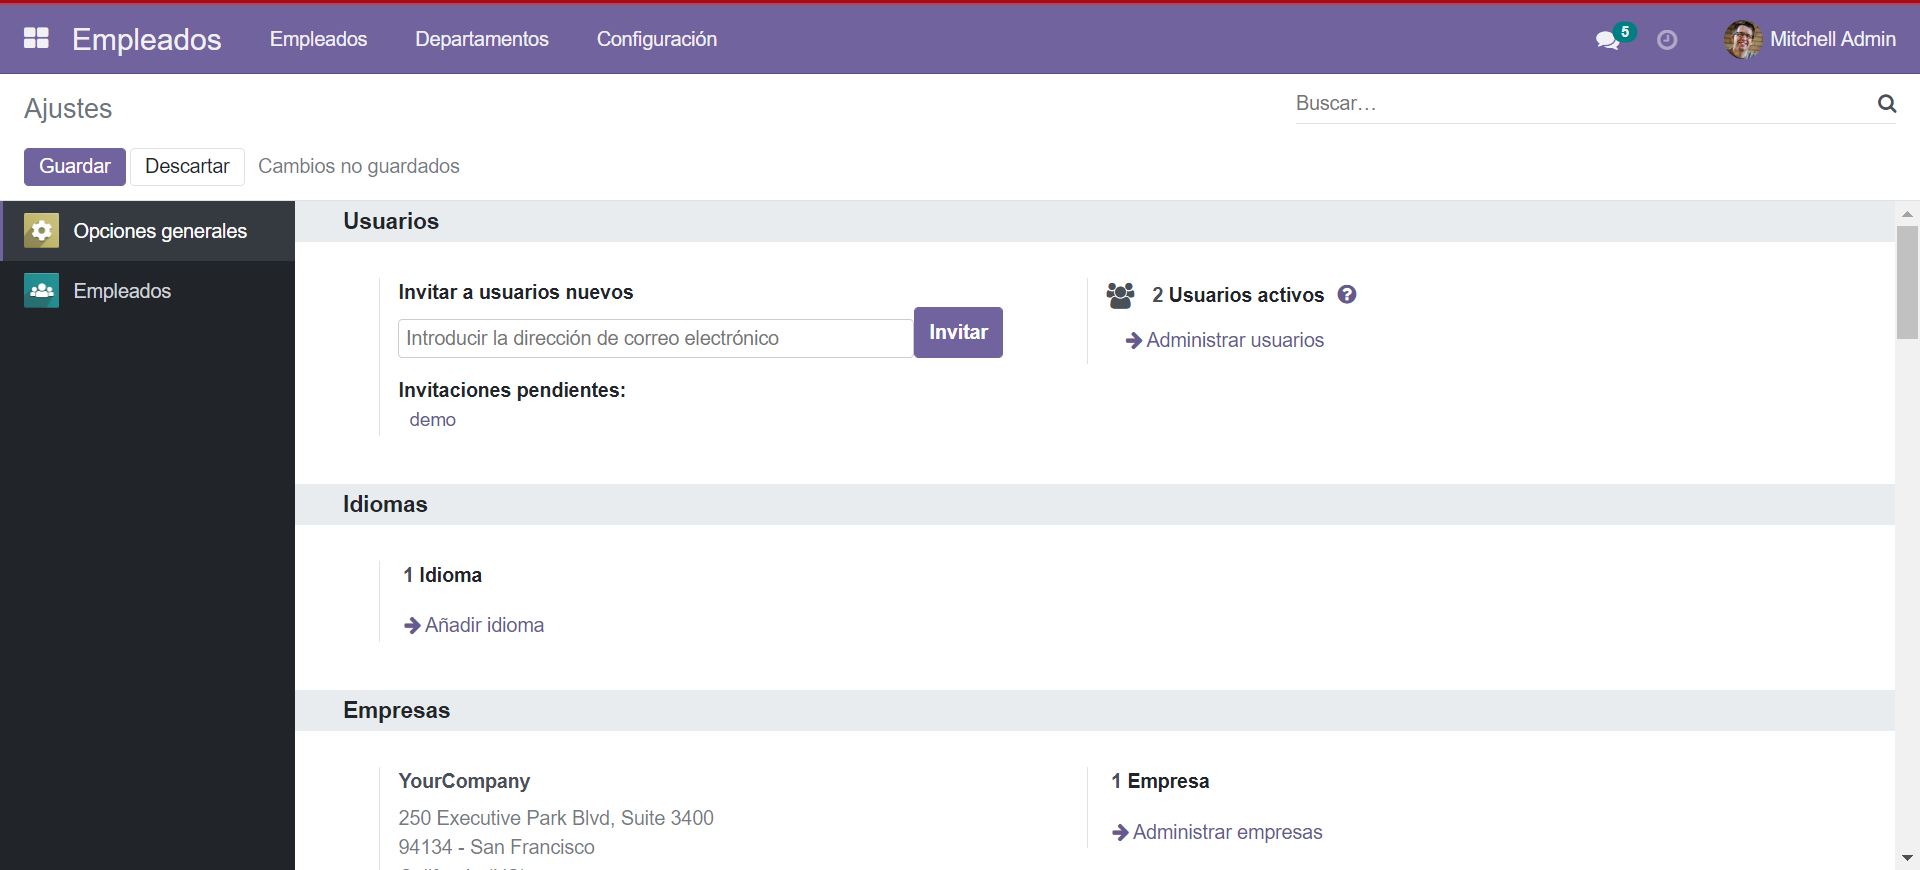 Empleados Empleados Departamentos Configuración 5 Mitchell Admin
Ajustes
Buscar...
Guardar Descartar Cambios no guardados
Opciones generales
Empleados
Usuarios
Invitar a usuarios nuevos
Introducir la dirección de correo electrónico Invitar
Invitaciones pendientes:
demo
2 Usuarios activos ?
Administrar usuarios
Idiomas
1 Idioma
Añadir idioma
Empresas
YourCompany
250 Executive Park Blvd, Suite 3400
94134 - San Francisco
1 Empresa
Administrar empresas